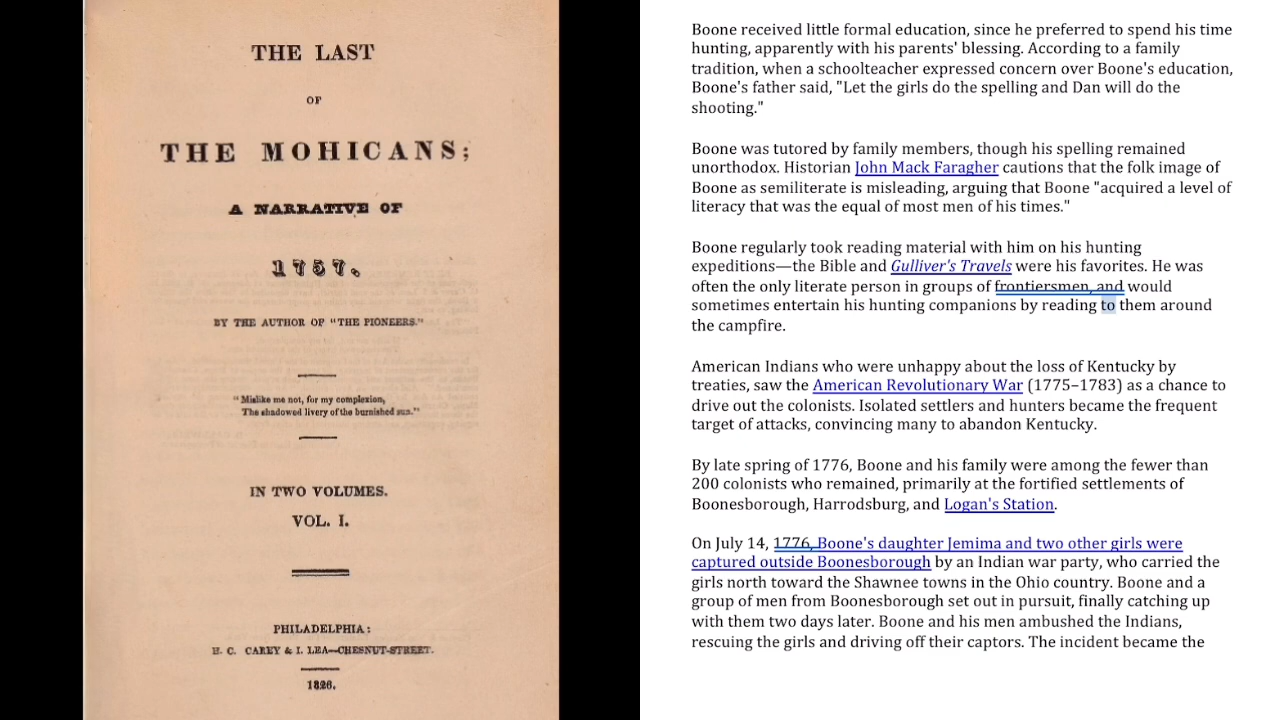 THE LAST
OF
THE MOHICANS;
A NARRATIVE OF
1757.
BY THE AUTHOR OF "THE PIONEERS."
"Mislike me not, for my complexion,
The shadowed livery of the burnished sun."
IN TWO VOLUMES.
VOL. I.
PHILADELPHIA:
H. C. CAREY & I. LEA—CHESNUT-STREET.
1826.
Boone received little formal education, since he preferred to spend his time
hunting, apparently with his parents' blessing. According to a family
tradition, when a schoolteacher expressed concern over Boone's education,
Boone's father said, "Let the girls do the spelling and Dan will do the
shooting."
Boone was tutored by family members, though his spelling remained
unorthodox. Historian John Mack Faragher cautions that the folk image of
Boone as semiliterate is misleading, arguing that Boone "acquired a level of
literacy that was the equal of most men of his times."
Boone regularly took reading material with him on his hunting
expeditions—the Bible and Gulliver's Travels were his favorites. He was
often the only literate person in groups of frontiersmen, and would
sometimes entertain his hunting companions by reading to them around
the campfire.
American Indians who were unhappy about the loss of Kentucky by
treaties, saw the American Revolutionary War (1775–1783) as a chance to
drive out the colonists. Isolated settlers and hunters became the frequent
target of attacks, convincing many to abandon Kentucky.
By late spring of 1776, Boone and his family were among the fewer than
200 colonists who remained, primarily at the fortified settlements of
Boonesborough, Harrodsburg, and Logan's Station.
On July 14, 1776, Boone's daughter Jemima and two other girls were
captured outside Boonesborough by an Indian war party, who carried the
girls north toward the Shawnee towns in the Ohio country. Boone and a
group of men from Boonesborough set out in pursuit, finally catching up
with them two days later. Boone and his men ambushed the Indians,
rescuing the girls and driving off their captors. The incident became the